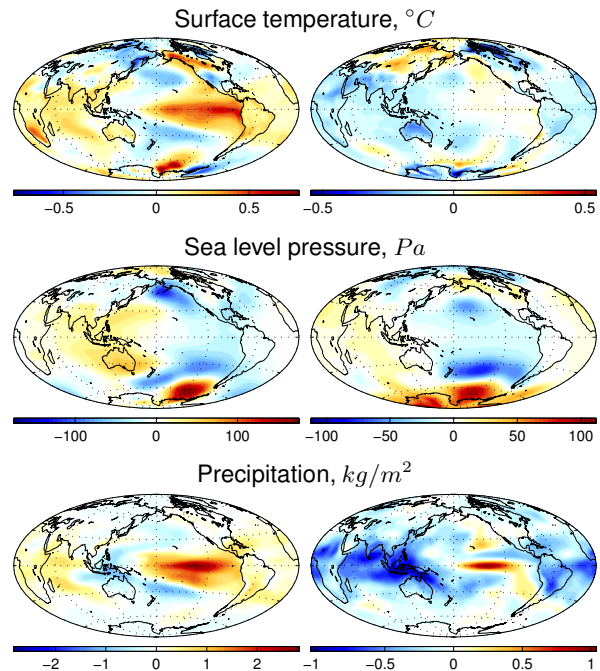 Surface temperature, °C
−0.5 0 0.5 −0.5 0 0.5
Sea level pressure, Pa
−100 0 100 −100 −50 0 50 100
Precipitation, kg/m²
−2 −1 0 1 2 −1 −0.5 0 0.5 1